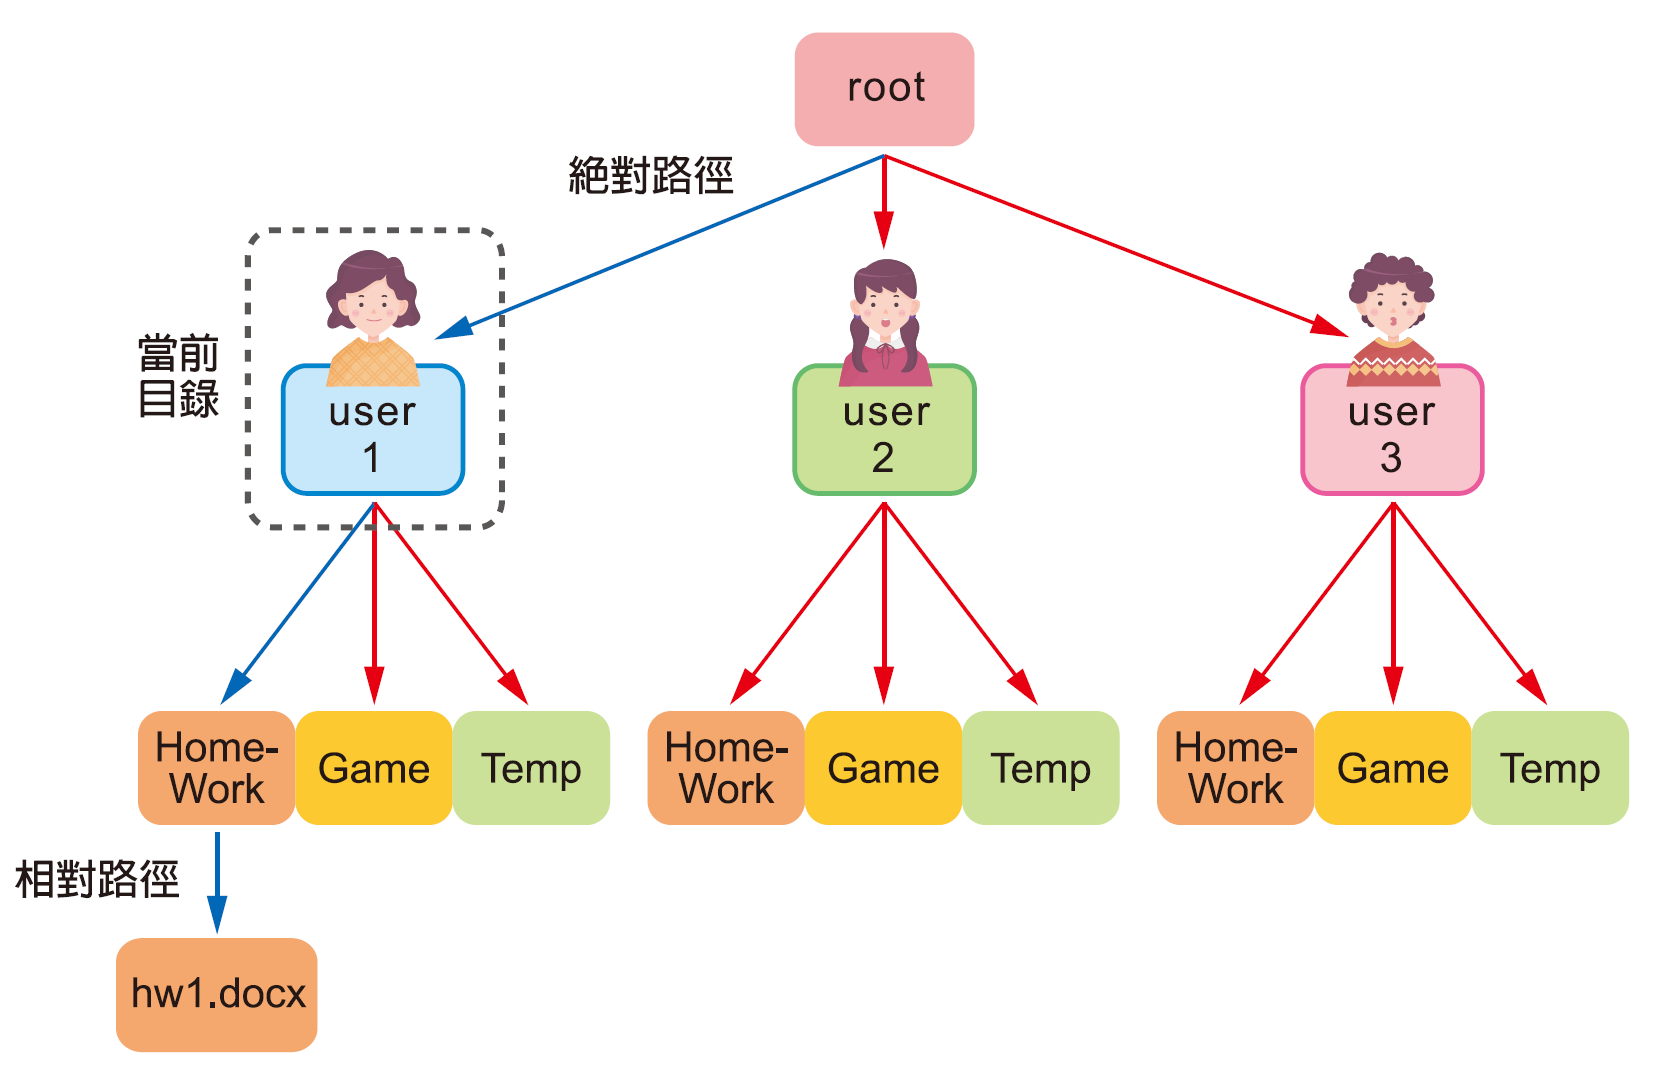 root
絕對路徑
當前
目錄
user
1
user
2
user
3
Home-
Work
Game
Temp
Home-
Work
Game
Temp
Home-
Work
Game
Temp
相對路徑
hw1.docx